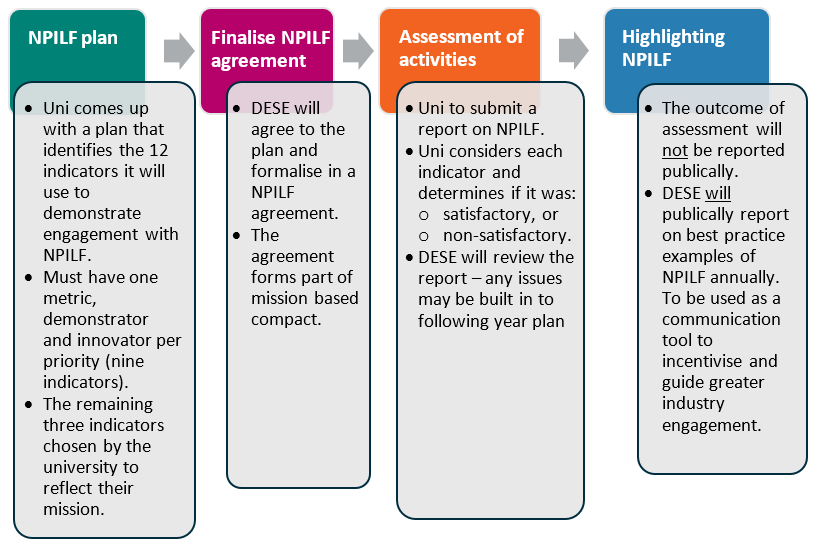 NPILF plan
• Uni comes up
with a plan that
identifies the 12
indicators it will
use to
demonstrate
engagement with
NPILF.
• Must have one
metric,
demonstrator
and innovator per
priority (nine
indicators).
• The remaining
three indicators
chosen by the
university to
reflect their
mission.
Finalise NPILF
agreement
• DESE will
agree to the
plan and
formalise in a
NPILF
agreement.
• The
agreement
forms part of
mission based
compact.
Assessment of
activities
• Uni to submit a
report on NPILF.
• Uni considers each
indicator and
determines if it was:
o satisfactory, or
o non-satisfactory.
• DESE will review the
report – any issues
may be built in to
following year plan
Highlighting
NPILF
• The outcome of
assessment will
not be reported
publically.
• DESE will
publically report
on best practice
examples of
NPILF annually.
To be used as a
communication
tool to
incentivise and
guide greater
industry
engagement.